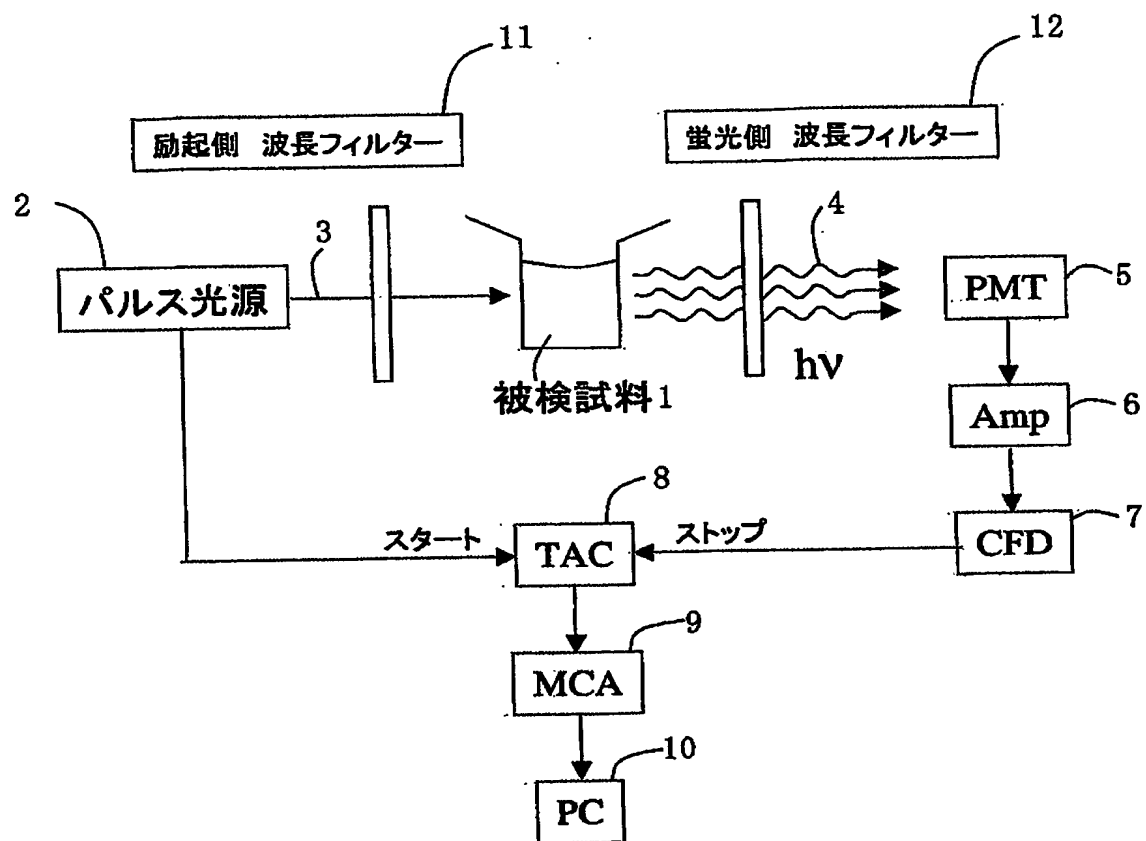 11
12
励起側 波長フィルター
蛍光側 波長フィルター
2
3
4
パルス光源
PMT
5
hν
被検試料1
Amp
6
8
7
スタート
TAC
ストップ
CFD
9
MCA
10
PC